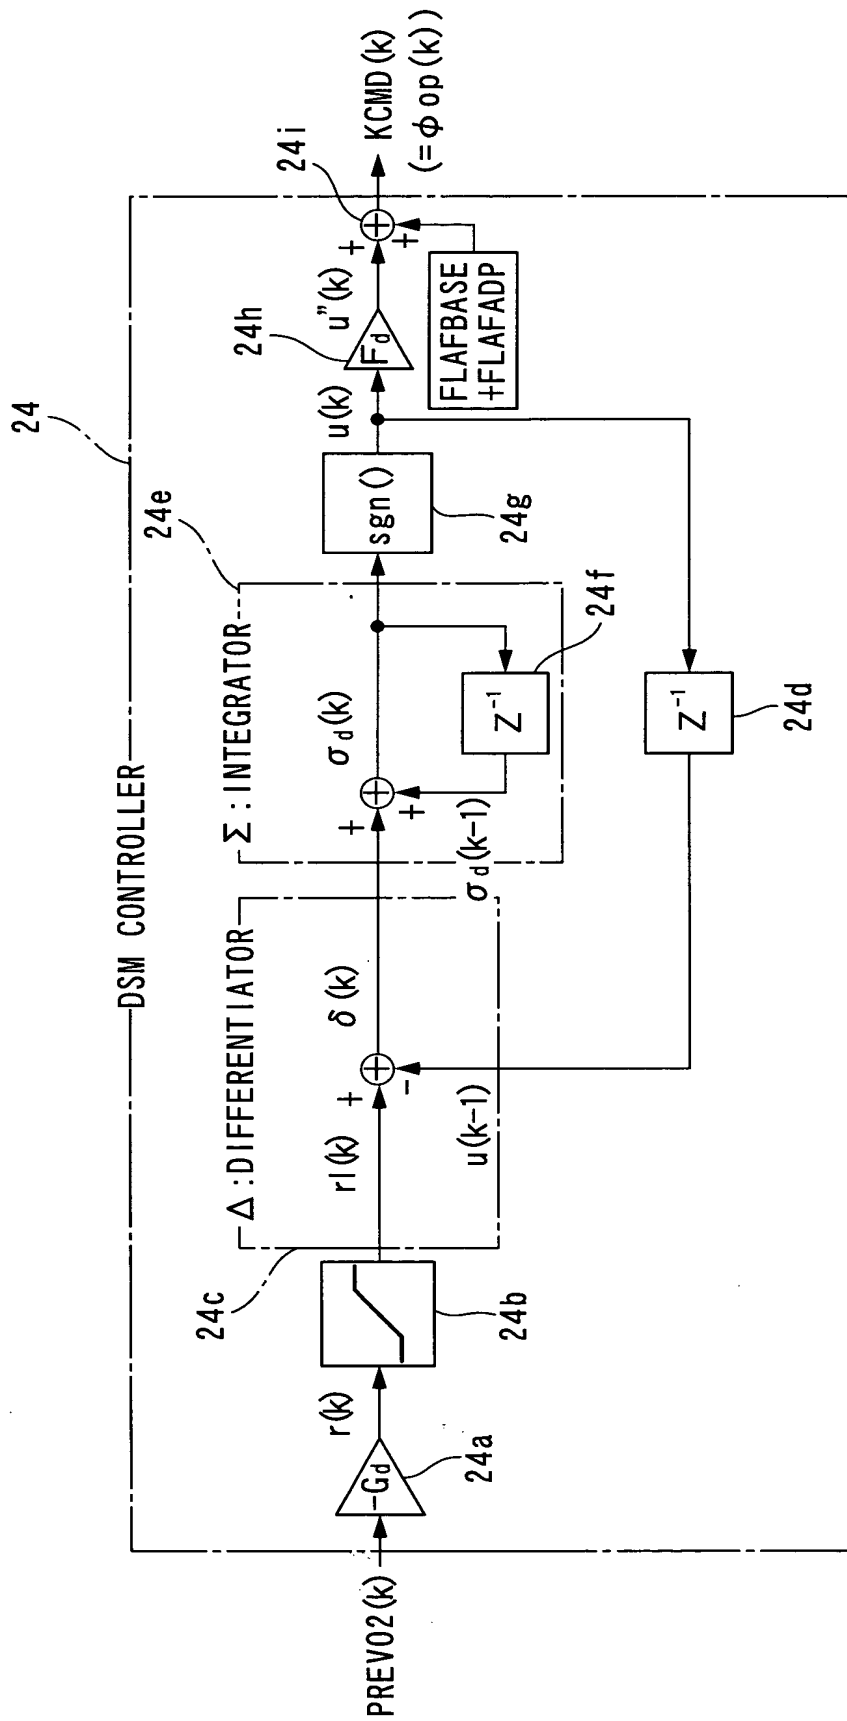 24
DSM CONTROLLER
24c
Δ:DIFFERENTIATOR
24e
Σ:INTEGRATOR
24h
24i
PREVO2(k)
-Gd
24a
r(k)
24b
rl(k)
+
-
u(k-1)
δ(k)
+
+
σd(k-1)
σd(k)
Z-1
24f
sgn()
24g
u(k)
Fd
u"(k)
+
+
FLAFBASE
+FLAFADP
KCMD(k)
(=φop(k))
Z-1
24d